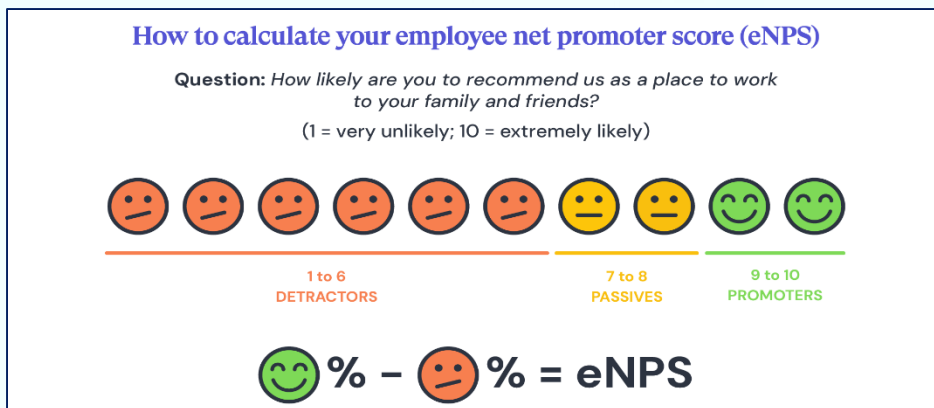 How to calculate your employee net promoter score (eNPS)
Question: How likely are you to recommend us as a place to work
to your family and friends?
(1 = very unlikely; 10 = extremely likely)
1 to 6
DETRACTORS
7 to 8
PASSIVES
9 to 10
PROMOTERS
% - % = eNPS